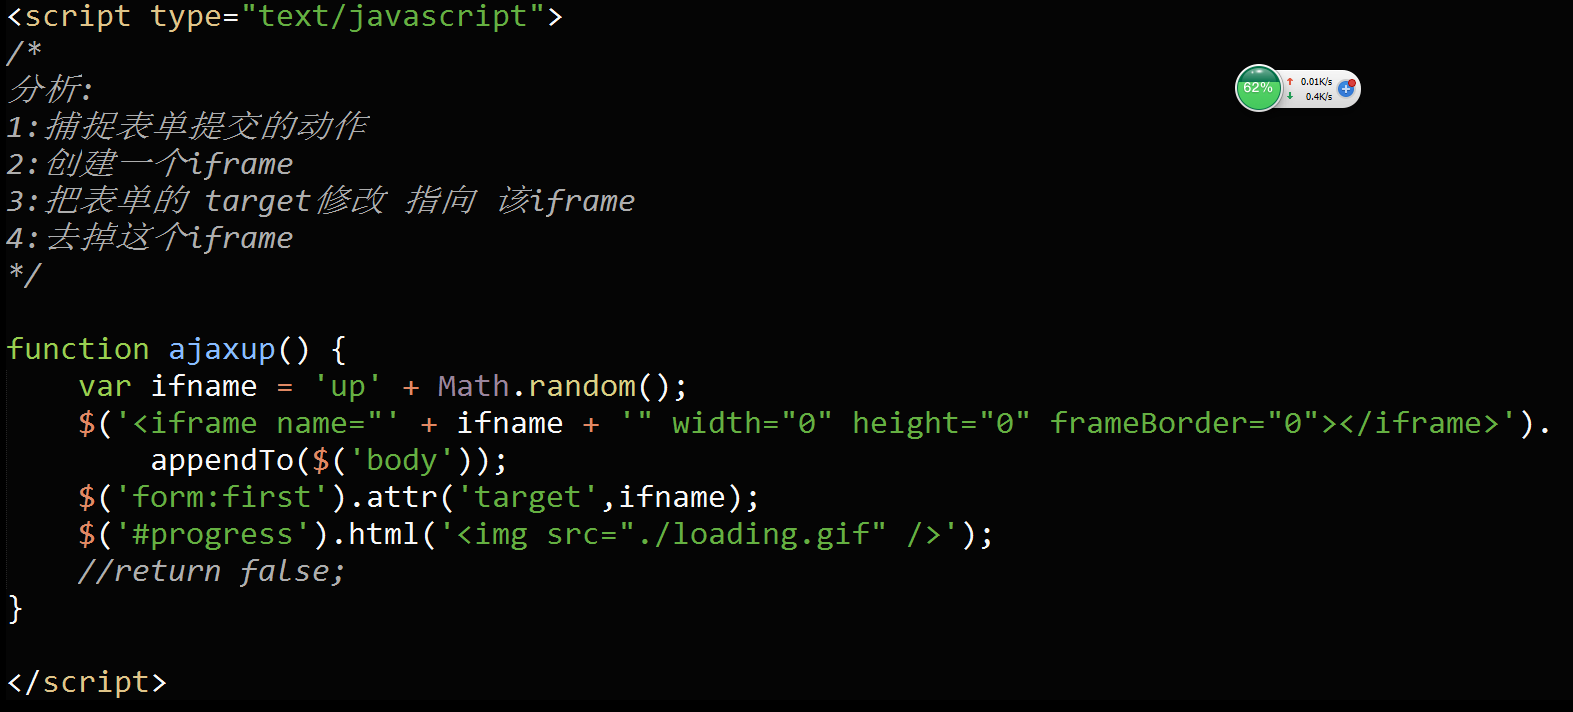 <script type="text/javascript">
/*
分析:
1:捕捉表单提交的动作
2:创建一个iframe
3:把表单的 target修改 指向 该iframe
4:去掉这个iframe
*/
function ajaxup() {
    var ifname = 'up' + Math.random();
    $('<iframe name="' + ifname + '" width="0" height="0" frameBorder="0"></iframe>').
        appendTo($('body'));
    $('form:first').attr('target',ifname);
    $('#progress').html('<img src="./loading.gif" />');
    //return false;
}
</script>
62%
0.01K/s
0.4K/s